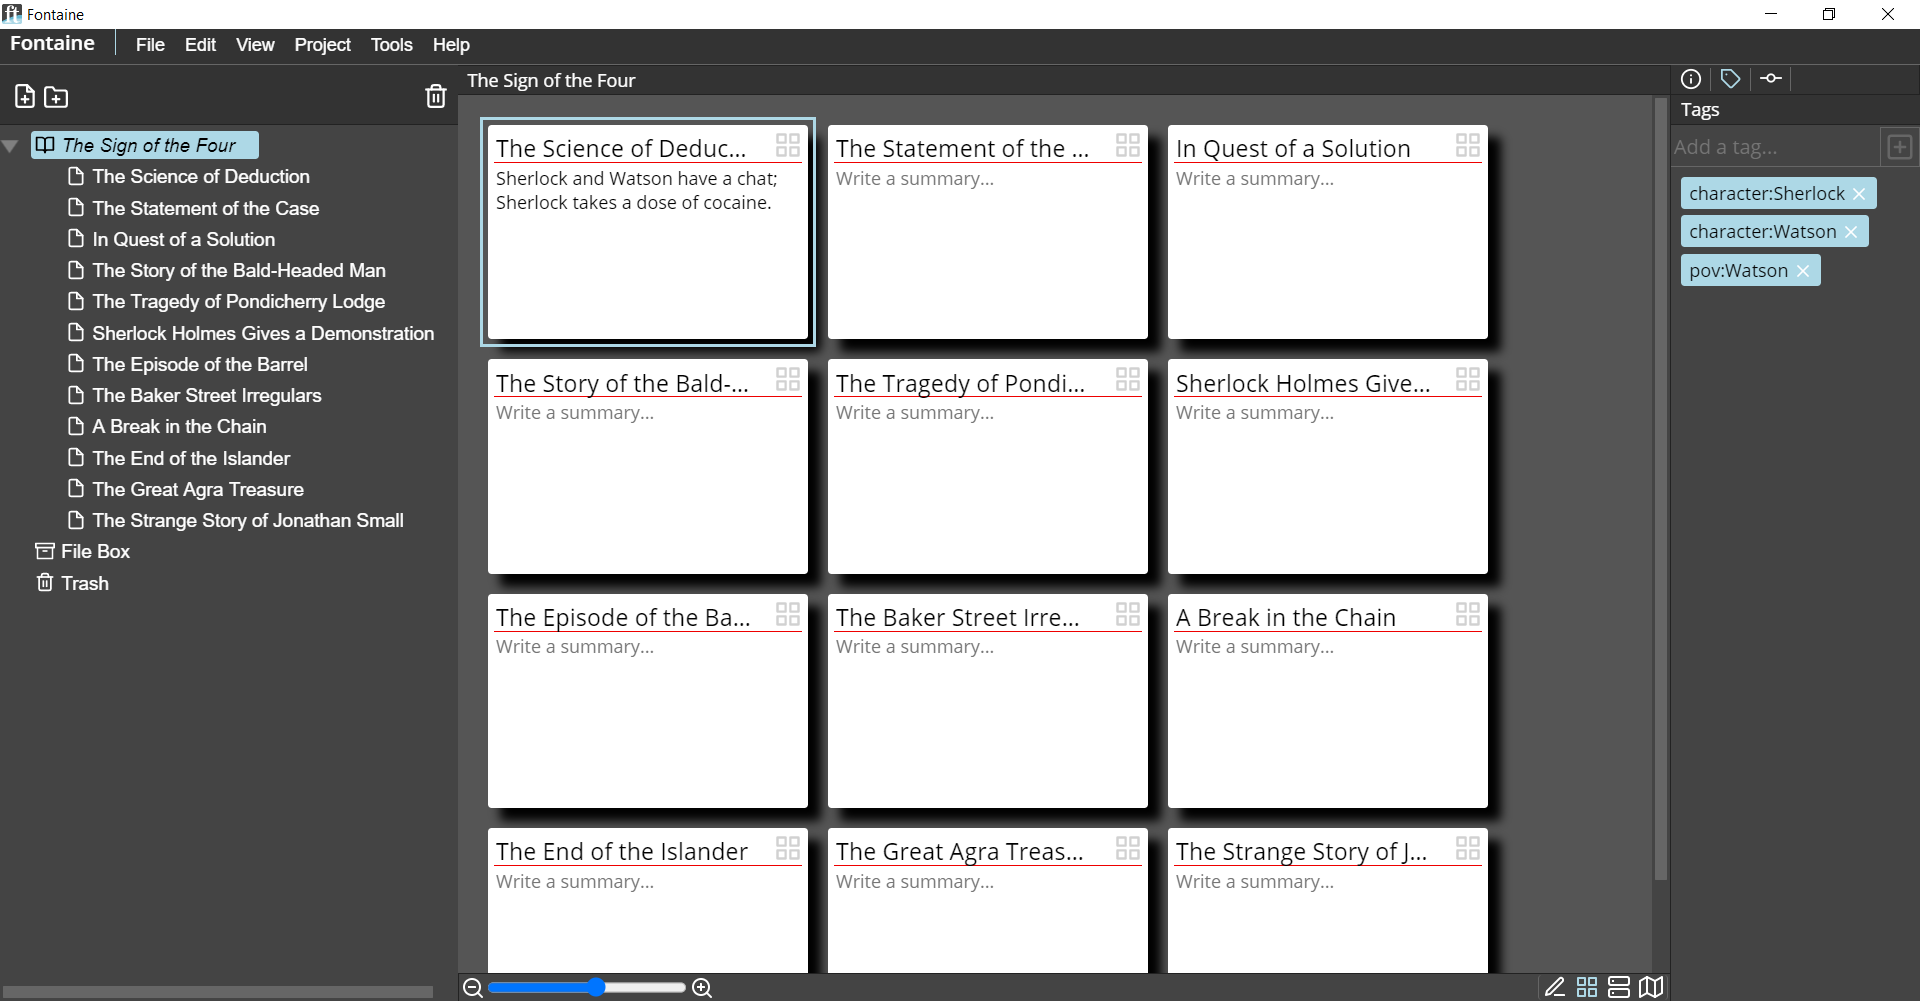 ft Fontaine
Fontaine File Edit View Project Tools Help
The Sign of the Four
The Science of Deduction
The Statement of the Case
In Quest of a Solution
The Story of the Bald-Headed Man
The Tragedy of Pondicherry Lodge
Sherlock Holmes Gives a Demonstration
The Episode of the Barrel
The Baker Street Irregulars
A Break in the Chain
The End of the Islander
The Great Agra Treasure
The Strange Story of Jonathan Small
File Box
Trash
The Sign of the Four
The Science of Deduc...
Sherlock and Watson have a chat;
Sherlock takes a dose of cocaine.
The Statement of the ...
Write a summary...
In Quest of a Solution
Write a summary...
The Story of the Bald-...
Write a summary...
The Tragedy of Pondi...
Write a summary...
Sherlock Holmes Give...
Write a summary...
The Episode of the Ba...
Write a summary...
The Baker Street Irre...
Write a summary...
A Break in the Chain
Write a summary...
The End of the Islander
Write a summary...
The Great Agra Treas...
Write a summary...
The Strange Story of J...
Write a summary...
Tags
Add a tag...
character:Sherlock
character:Watson
pov:Watson